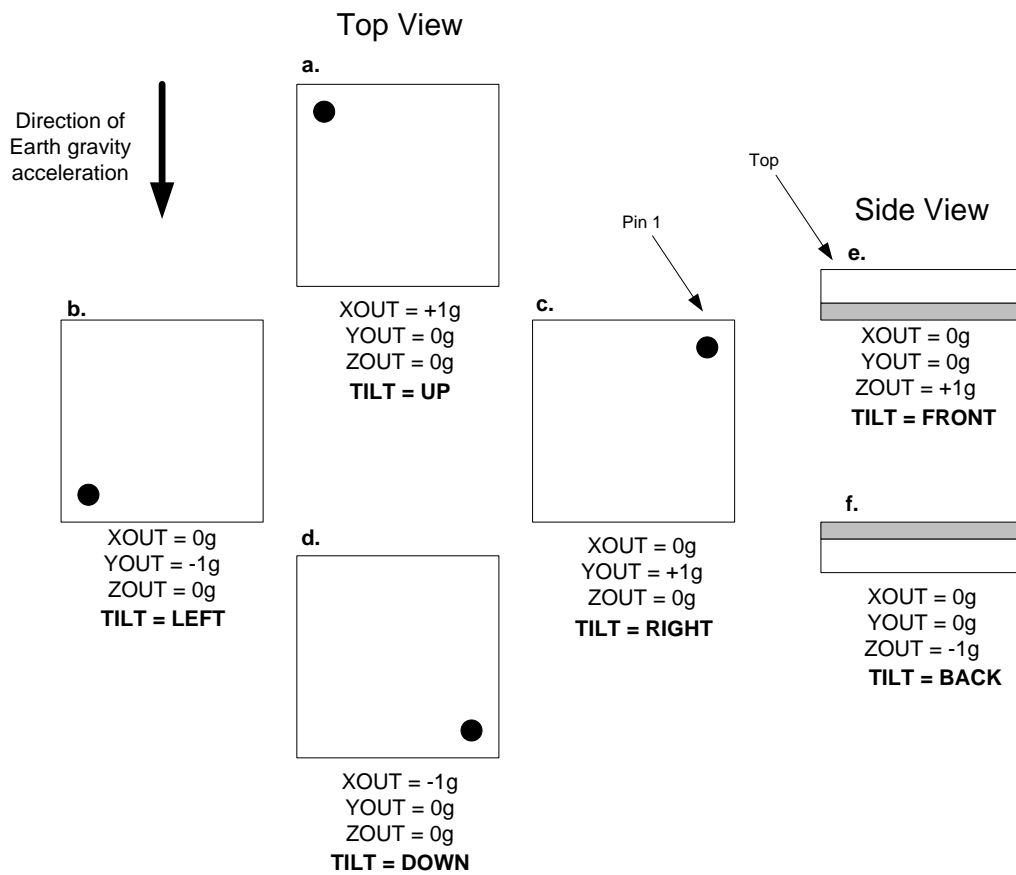 Top View
a.
Direction of
Earth gravity
acceleration
XOUT = +1g
YOUT = 0g
ZOUT = 0g
TILT = UP
b.
XOUT = 0g
YOUT = -1g
ZOUT = 0g
TILT = LEFT
Pin 1
c.
XOUT = 0g
YOUT = +1g
ZOUT = 0g
TILT = RIGHT
d.
XOUT = -1g
YOUT = 0g
ZOUT = 0g
TILT = DOWN
Top
Side View
e.
XOUT = 0g
YOUT = 0g
ZOUT = +1g
TILT = FRONT
f.
XOUT = 0g
YOUT = 0g
ZOUT = -1g
TILT = BACK